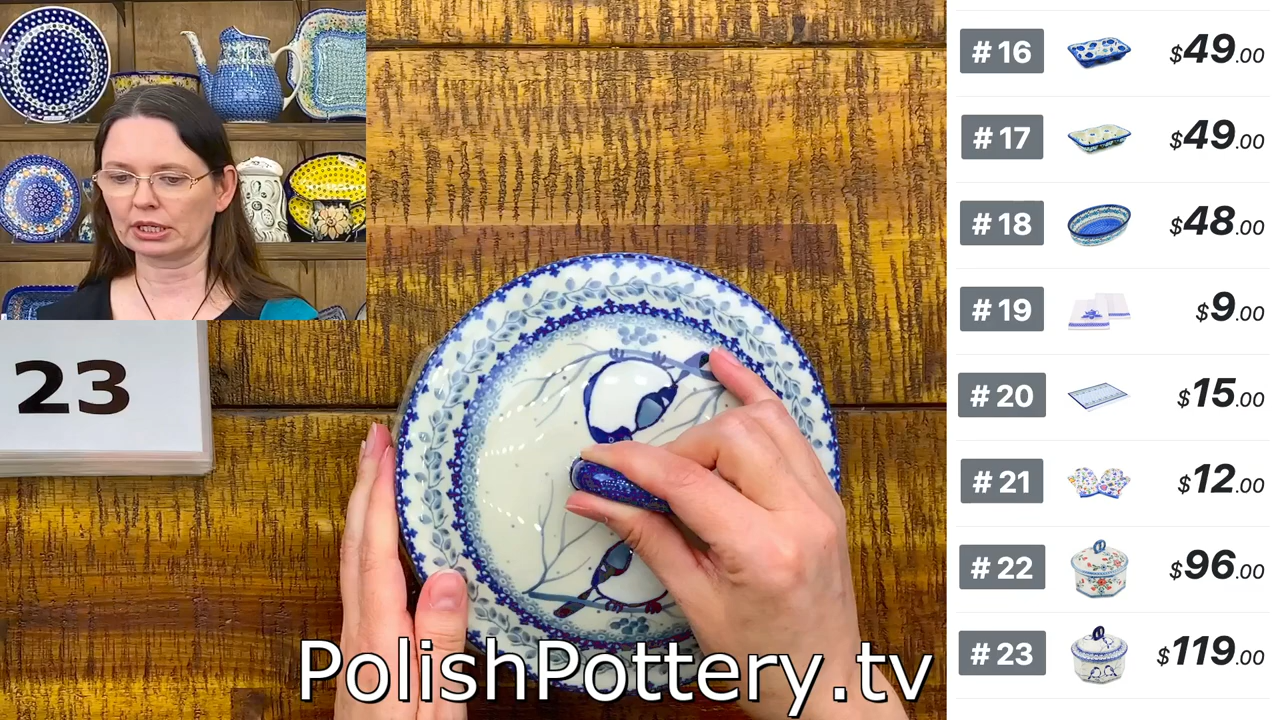 23
PolishPottery.tv
# 16 $49.00
# 17 $49.00
# 18 $48.00
# 19 $9.00
# 20 $15.00
# 21 $12.00
# 22 $96.00
# 23 $119.00